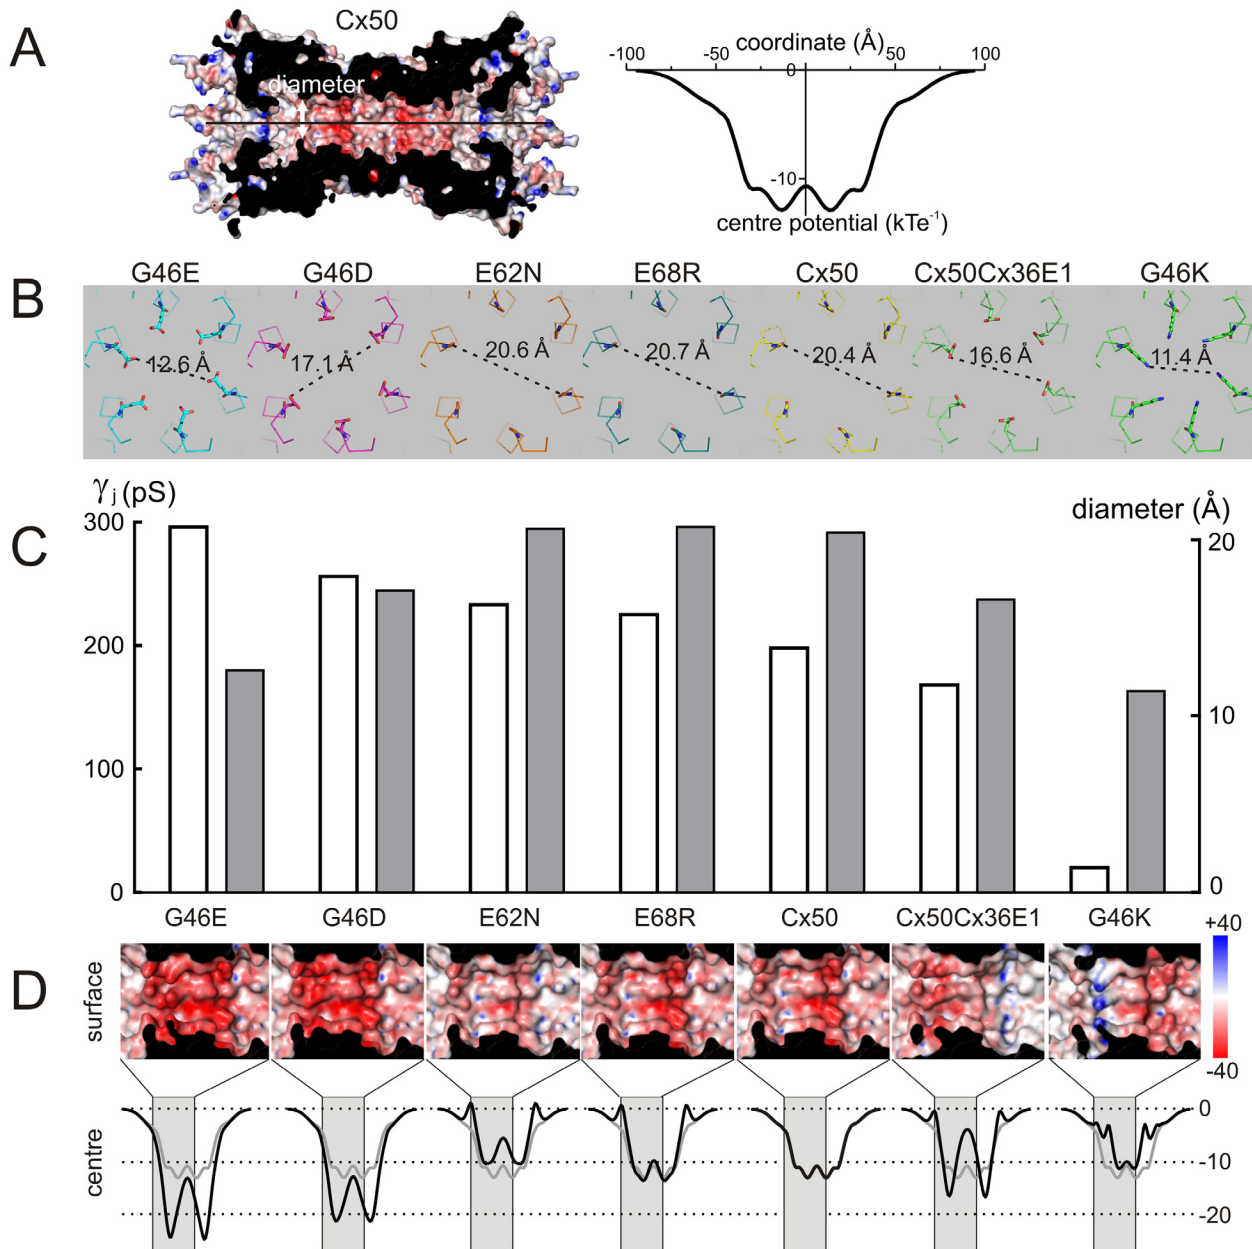 A
Cx50
diameter
coordinate (Å)
-100 -50 0 50 100
-10
centre potential (kTe⁻¹)
B
G46E G46D E62N E68R Cx50 Cx50Cx36E1 G46K
12.6 Å 17.1 Å 20.6 Å 20.7 Å 20.4 Å 16.6 Å 11.4 Å
C
γj (pS)
diameter (Å)
300
200
100
0
20
10
0
G46E G46D E62N E68R Cx50 Cx50Cx36E1 G46K
D
surface
+40
-40
centre
0
-10
-20